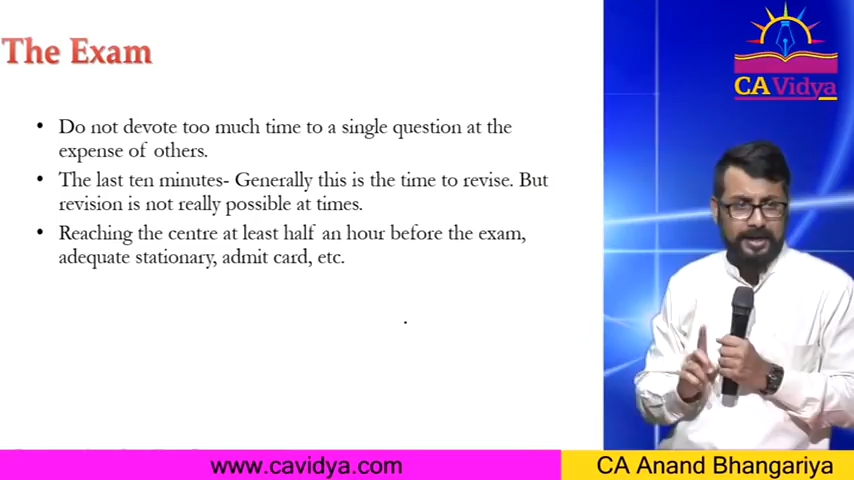 The Exam
• Do not devote too much time to a single question at the
expense of others.
• The last ten minutes- Generally this is the time to revise. But
revision is not really possible at times.
• Reaching the centre at least half an hour before the exam,
adequate stationary, admit card, etc.
.
CA Vidya
www.cavidya.com
CA Anand Bhangariya